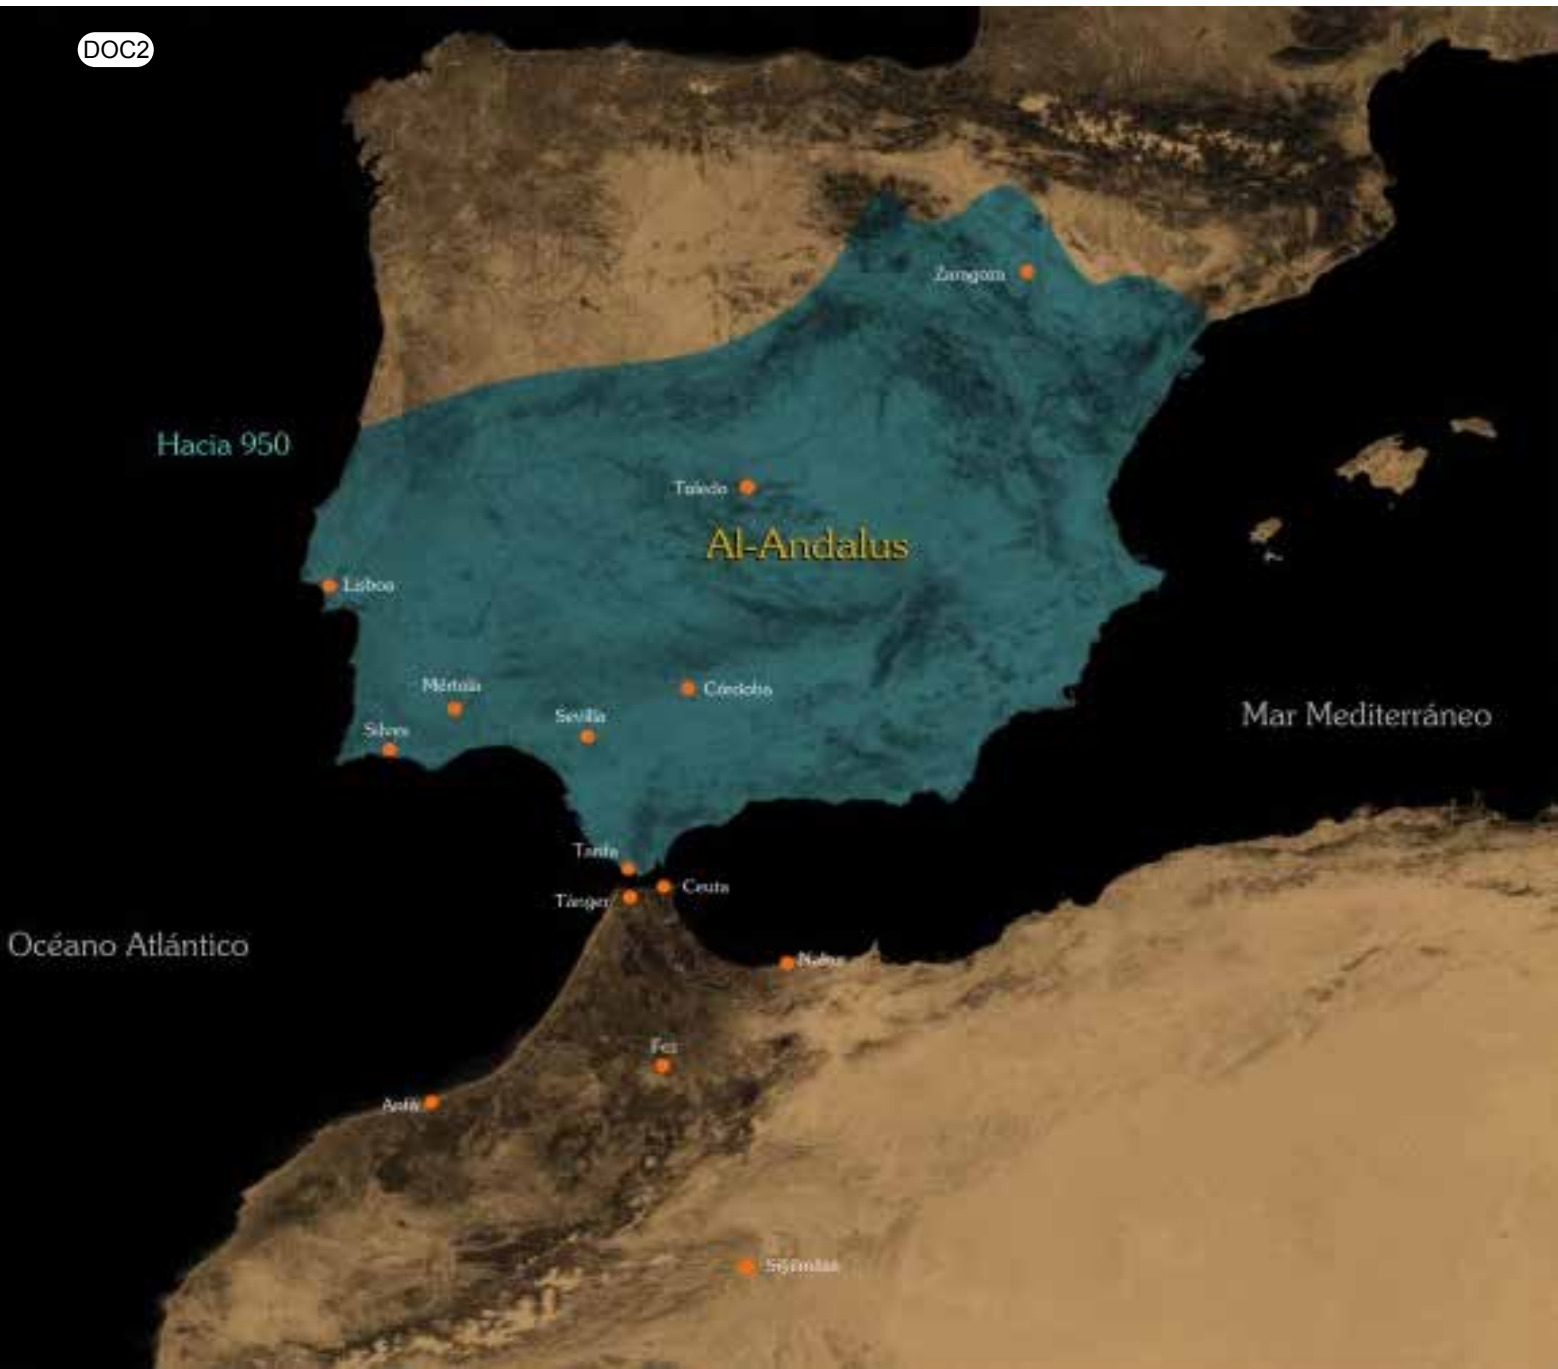 DOC2
Zaragoza
Hacia 950
Toledo
Al-Andalus
Lisboa
Mértola
Córdoba
Sevilla
Silves
Mar Mediterráneo
Tarifa
Ceuta
Tánger
Océano Atlántico
Fez